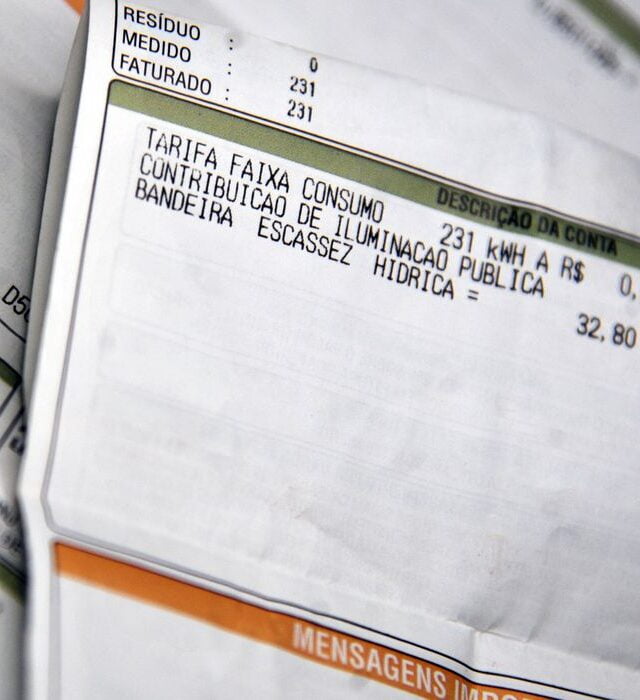 RESÍDUO : 0
MEDIDO : 231
FATURADO : 231
DESCRIÇÃO DA CONTA
TARIFA FAIXA CONSUMO 231 kWH A R$ 0,
CONTRIBUICAO DE ILUMINACAO PUBLICA
BANDEIRA ESCASSEZ HIDRICA = 32,80
MENSAGENS